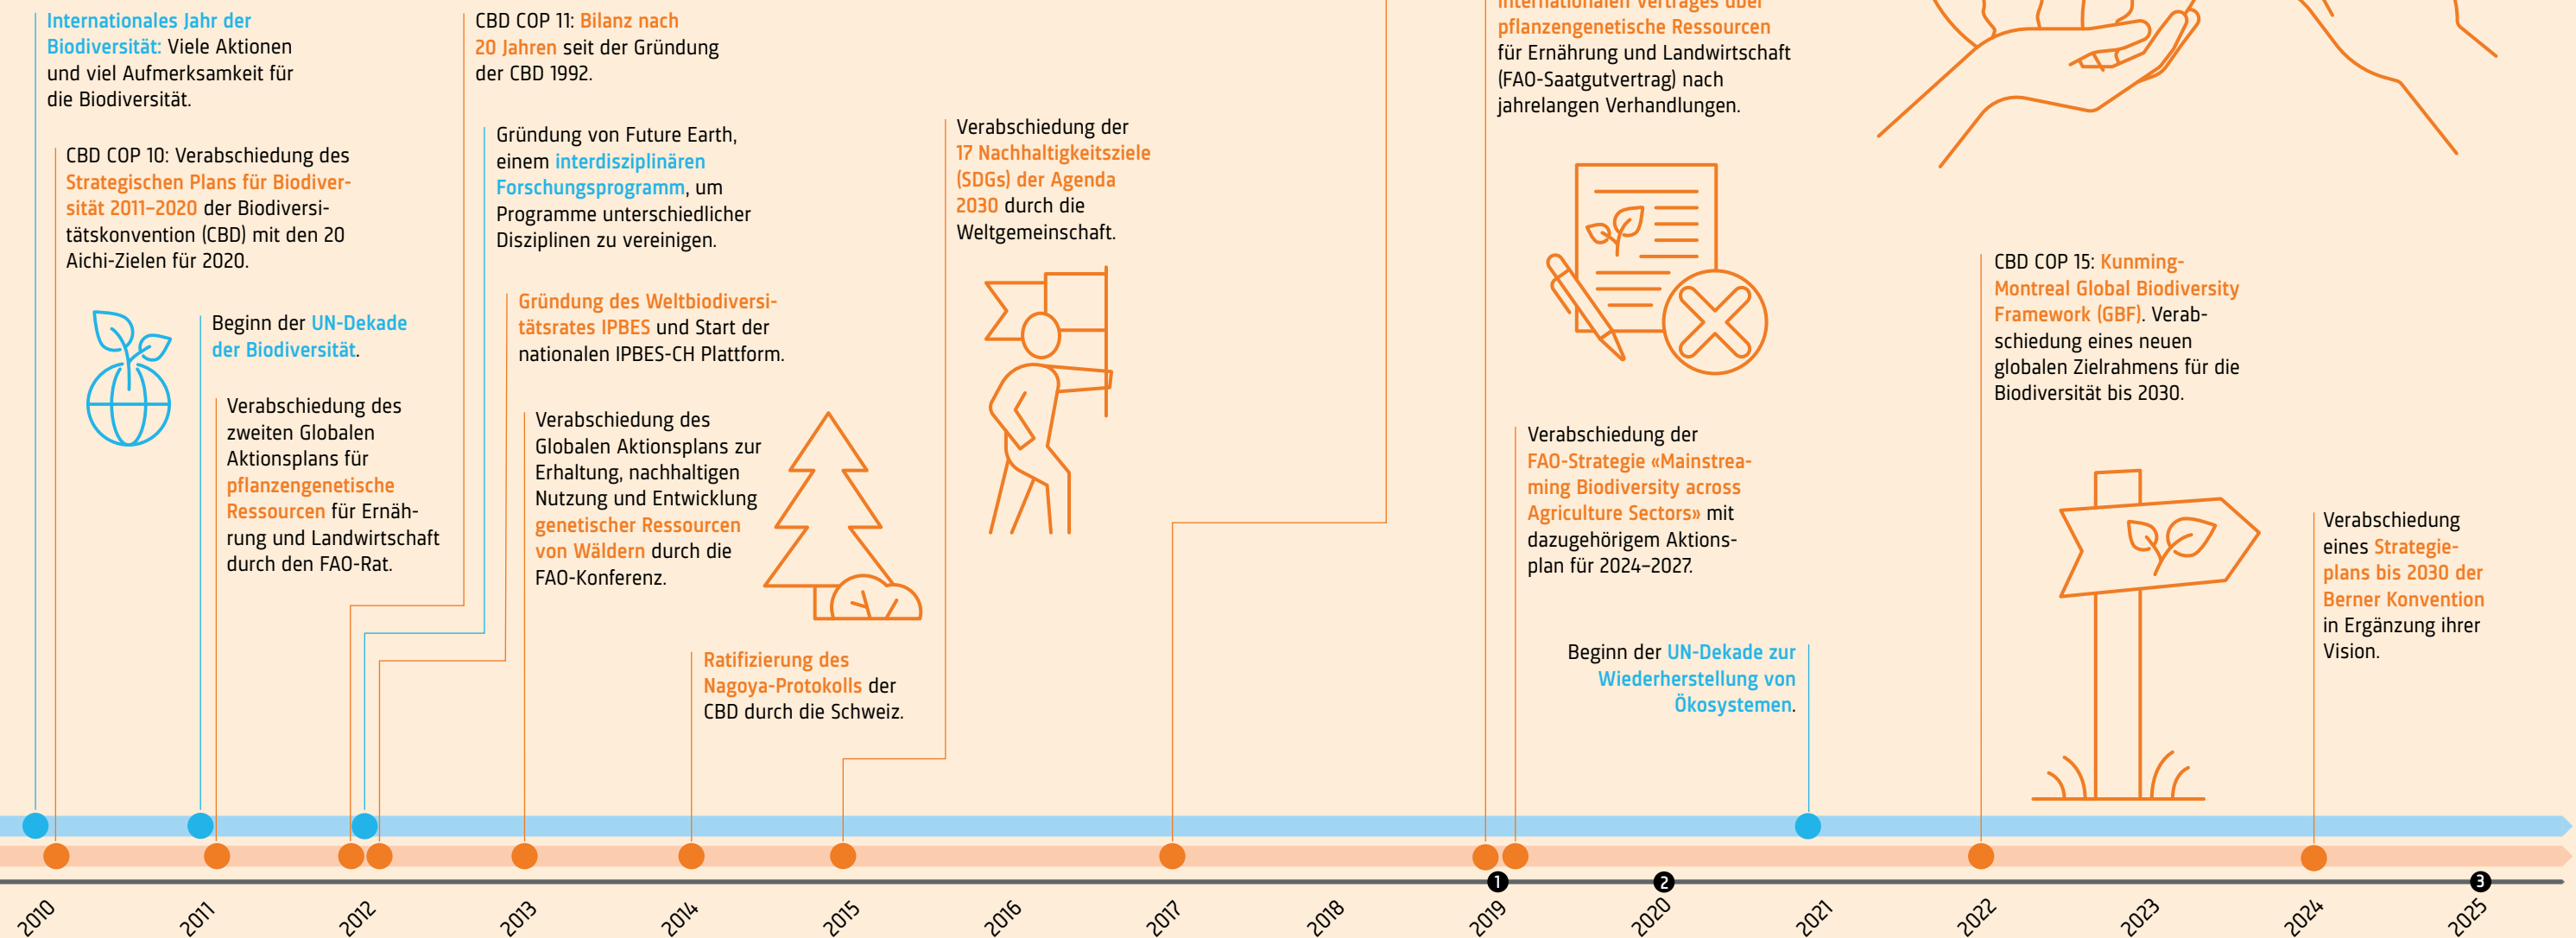 Internationales Jahr der
Biodiversität: Viele Aktionen
und viel Aufmerksamkeit für
die Biodiversität.
CBD COP 10: Verabschiedung des
Strategischen Plans für Biodiver-
sität 2011–2020 der Biodiversi-
tätskonvention (CBD) mit den 20
Aichi-Zielen für 2020.
Beginn der UN-Dekade
der Biodiversität.
Verabschiedung des
zweiten Globalen
Aktionsplans für
pflanzengenetische
Ressourcen für Ernäh-
rung und Landwirtschaft
durch den FAO-Rat.
CBD COP 11: Bilanz nach
20 Jahren seit der Gründung
der CBD 1992.
Gründung von Future Earth,
einem interdisziplinären
Forschungsprogramm, um
Programme unterschiedlicher
Disziplinen zu vereinigen.
Gründung des Weltbiodiversi-
tätsrates IPBES und Start der
nationalen IPBES-CH Plattform.
Verabschiedung des
Globalen Aktionsplans zur
Erhaltung, nachhaltigen
Nutzung und Entwicklung
genetischer Ressourcen
von Wäldern durch die
FAO-Konferenz.
Ratifizierung des
Nagoya-Protokolls der
CBD durch die Schweiz.
Verabschiedung der
17 Nachhaltigkeitsziele
(SDGs) der Agenda
2030 durch die
Weltgemeinschaft.
Internationalen Vertrages über
pflanzengenetische Ressourcen
für Ernährung und Landwirtschaft
(FAO-Saatgutvertrag) nach
jahrelangen Verhandlungen.
Verabschiedung der
FAO-Strategie «Mainstrea-
ming Biodiversity across
Agriculture Sectors» mit
dazugehörigem Aktions-
plan für 2024–2027.
Beginn der UN-Dekade zur
Wiederherstellung von
Ökosystemen.
CBD COP 15: Kunming-
Montreal Global Biodiversity
Framework (GBF). Verab-
schiedung eines neuen
globalen Zielrahmens für die
Biodiversität bis 2030.
Verabschiedung
eines Strategie-
plans bis 2030 der
Berner Konvention
in Ergänzung ihrer
Vision.
1 2 3
2010 2011 2012 2013 2014 2015 2016 2017 2018 2019 2020 2021 2022 2023 2024 2025